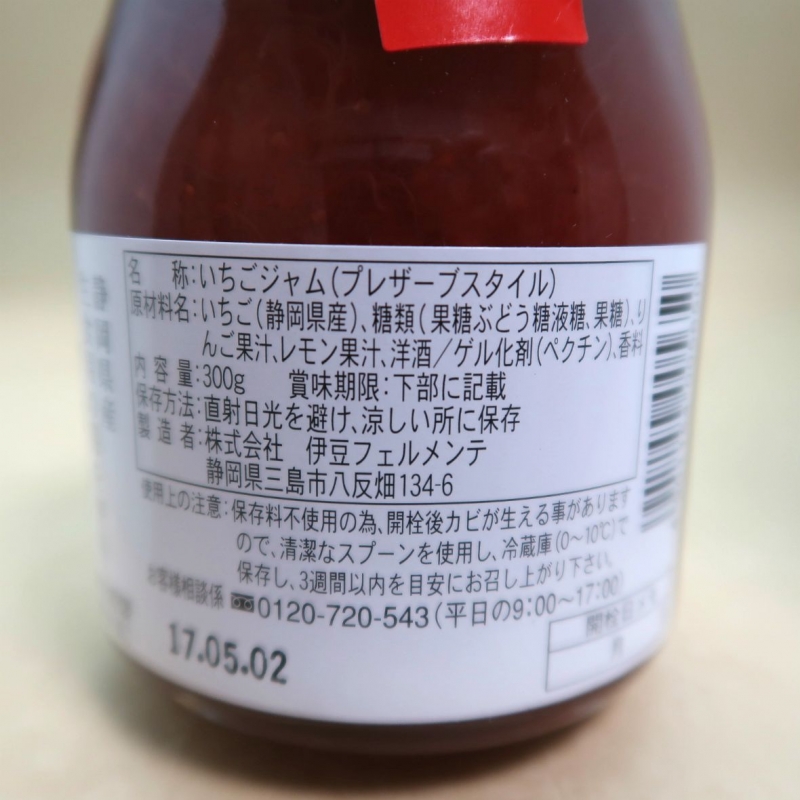 名称:いちごジャム(プレザーブスタイル)
原材料名:いちご(静岡県産)、糖類(果糖ぶどう糖液糖、果糖)、り
んご果汁、レモン果汁、洋酒/ゲル化剤(ペクチン)、香料
内容量:300g 賞味期限:下部に記載
保存方法:直射日光を避け、涼しい所に保存
製造者:株式会社 伊豆フェルメンテ
静岡県三島市八反畑134-6
使用上の注意:保存料不使用の為、開栓後カビが生える事があります
ので、清潔なスプーンを使用し、冷蔵庫(0~10℃)で
保存し、3週間以内を目安にお召し上がり下さい。
お客様相談係 0120-720-543(平日の9:00~17:00)
17.05.02
開栓
月